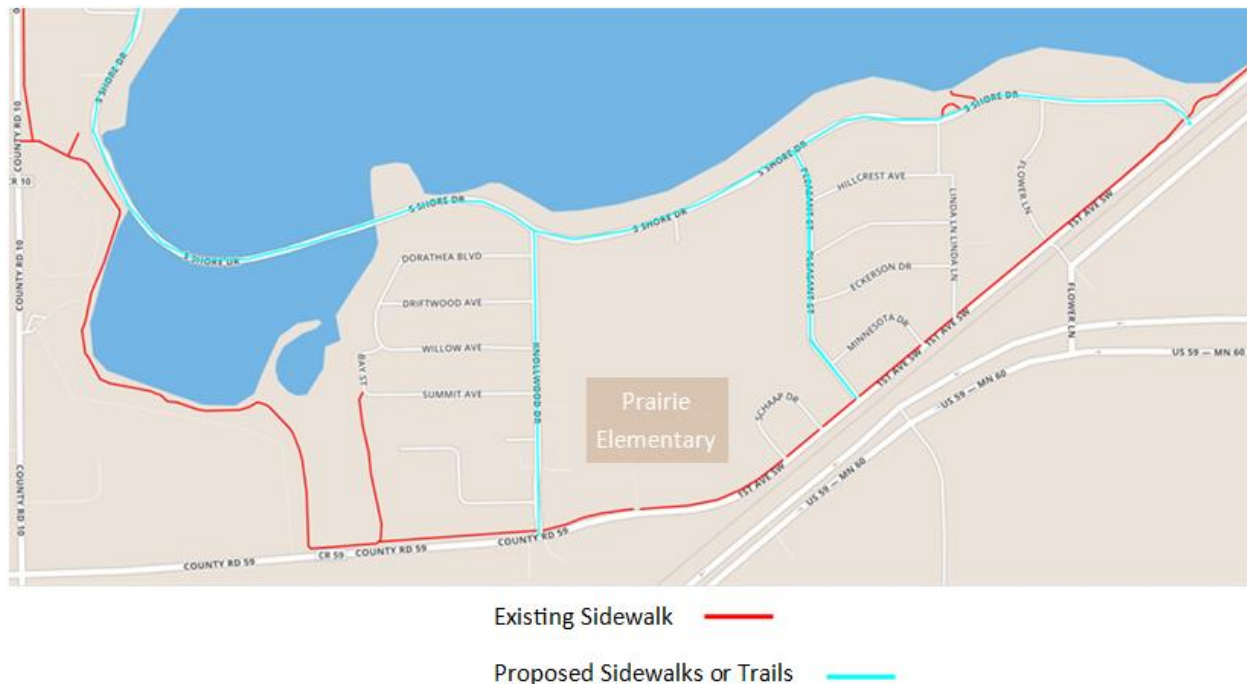 0
S SHORE DR
COUNTY RD 10
CR 10
S SHORE DR
S SHORE DR
S SHORE DR
S SHORE DR
S SHORE DR
PLEASANT ST
PLEASANT ST
HILLCREST AVE
LINDA LN
LINDA LN
FLOWER LN
1ST AVE SW
COUNTY RD 10
DORATHEA BLVD
DRIFTWOOD AVE
WILLOW AVE
BAY ST
SUMMIT AVE
KNOLLWOOD DR
ECKERSON DR
MINNESOTA DR
1ST AVE SW
1ST AVE SW
FLOWER LN
US 59 — MN 60
US 59 — MN 60
Prairie
Elementary
SCHAAP DR
1ST AVE SW
US 59 — MN 60
COUNTY RD 10
COUNTY RD 59
CR 59
COUNTY RD 59
COUNTY RD 59
Existing Sidewalk
Proposed Sidewalks or Trails